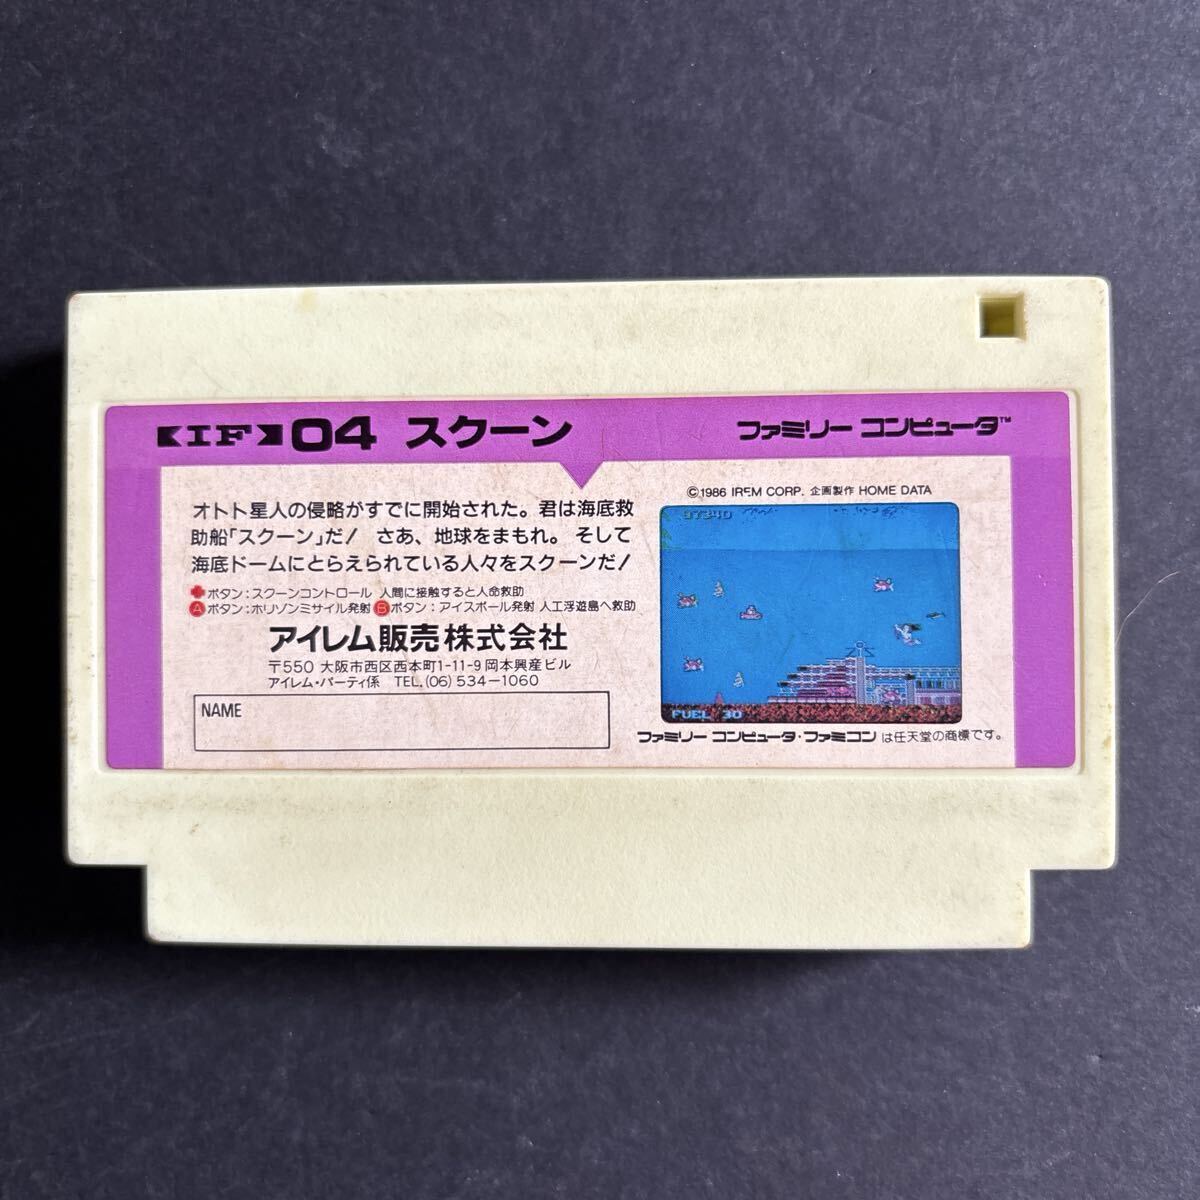 IF 04 スクーン
ファミリー コンピュータ™
オトト星人の侵略がすでに開始された。君は海底救
助船「スクーン」だ! さあ、地球をまもれ。そして
海底ドームにとらえられている人々をスクーンだ!
ボタン:スクーンコントロール 人間に接触すると人命救助
Aボタン:ホリゾンミサイル発射 Bボタン:アイスボール発射 人工浮遊島へ救助
アイレム販売株式会社
〒550 大阪市西区西本町1-11-9 岡本興産ビル
アイレム・パーティ係 TEL.(06)534-1060
NAME
©1986 IREM CORP. 企画製作 HOME DATA
97340
FUEL 30
ファミリー コンピュータ・ファミコン は任天堂の商標です。